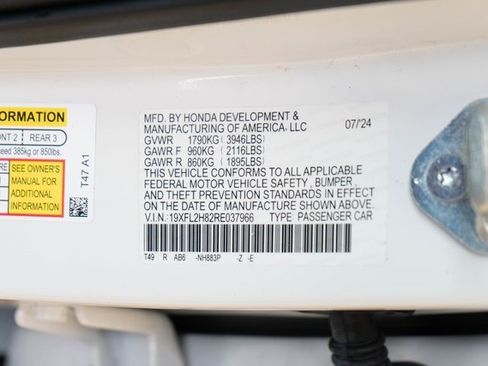 ORMATION
ONT 2 | REAR 3
ceed 385kg or 850lbs.
RE
SEE OWNER'S
MANUAL FOR
ADDITIONAL
INFORMATION
T47 A1
MFD. BY HONDA DEVELOPMENT &
MANUFACTURING OF AMERICA, LLC 07/'24
GVWR 1790KG (3946LBS)
GAWR F 960KG (2116LBS)
GAWR R 860KG (1895LBS)
THIS VEHICLE CONFORMS TO ALL APPLICABLE
FEDERAL MOTOR VEHICLE SAFETY, BUMPER,
AND THEFT PREVENTION STANDARDS IN EFFECT
ON THE DATE OF MANUFACTURE SHOWN ABOVE.
V.I.N.:19XFL2H82RE037966 TYPE PASSENGER CAR
T49 R AB6 -NH883P -Z -E